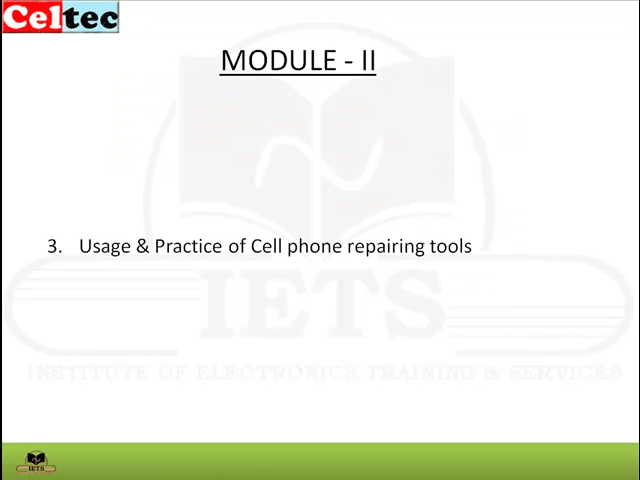 Celtec
MODULE - II
3. Usage & Practice of Cell phone repairing tools
IETS
INSTITUTE OF ELECTRONICS TRAINING & SERVICES
IETS